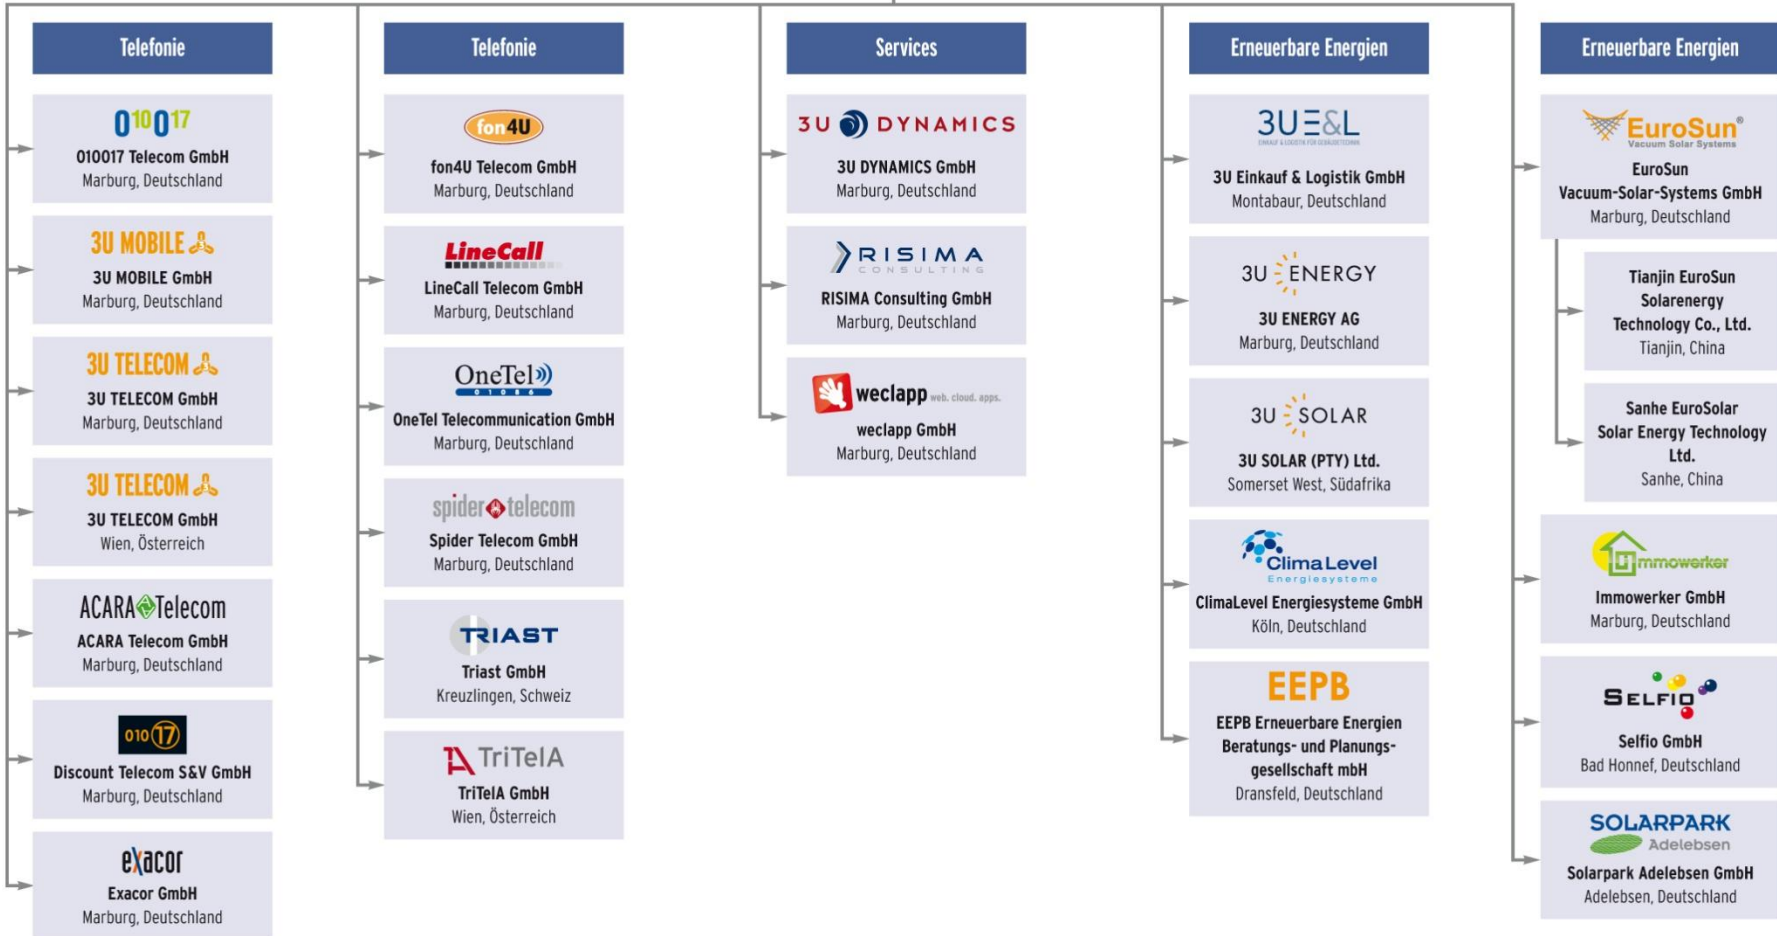 Telefonie
010017
010017 Telecom GmbH
Marburg, Deutschland
3U MOBILE
3U MOBILE GmbH
Marburg, Deutschland
3U TELECOM
3U TELECOM GmbH
Marburg, Deutschland
3U TELECOM
3U TELECOM GmbH
Wien, Österreich
ACARA Telecom
ACARA Telecom GmbH
Marburg, Deutschland
010 17
Discount Telecom S&V GmbH
Marburg, Deutschland
exacor
Exacor GmbH
Marburg, Deutschland
Telefonie
fon4U
fon4U Telecom GmbH
Marburg, Deutschland
LineCall
LineCall Telecom GmbH
Marburg, Deutschland
OneTel
01086
OneTel Telecommunication GmbH
Marburg, Deutschland
spider telecom
Spider Telecom GmbH
Marburg, Deutschland
TRIAST
Triast GmbH
Kreuzlingen, Schweiz
TriTelA
TriTelA GmbH
Wien, Österreich
Services
3U DYNAMICS
3U DYNAMICS GmbH
Marburg, Deutschland
RISIMA
CONSULTING
RISIMA Consulting GmbH
Marburg, Deutschland
weclapp web. cloud. apps.
weclapp GmbH
Marburg, Deutschland
Erneuerbare Energien
3U E&L
EINKAUF & LOGISTIK FÜR GEBÄUDETECHNIK
3U Einkauf & Logistik GmbH
Montabaur, Deutschland
3U ENERGY
3U ENERGY AG
Marburg, Deutschland
3U SOLAR
3U SOLAR (PTY) Ltd.
Somerset West, Südafrika
ClimaLevel
Energiesysteme
ClimaLevel Energiesysteme GmbH
Köln, Deutschland
EEPB
EEPB Erneuerbare Energien
Beratungs- und Planungs-
gesellschaft mbH
Dransfeld, Deutschland
Erneuerbare Energien
EuroSun®
Vacuum Solar Systems
EuroSun
Vacuum-Solar-Systems GmbH
Marburg, Deutschland
Tianjin EuroSun
Solarenergy
Technology Co., Ltd.
Tianjin, China
Sanhe EuroSolar
Solar Energy Technology
Ltd.
Sanhe, China
Immowerker
Immowerker GmbH
Marburg, Deutschland
SELFIO
Selfio GmbH
Bad Honnef, Deutschland
SOLARPARK
Adelebsen
Solarpark Adelebsen GmbH
Adelebsen, Deutschland